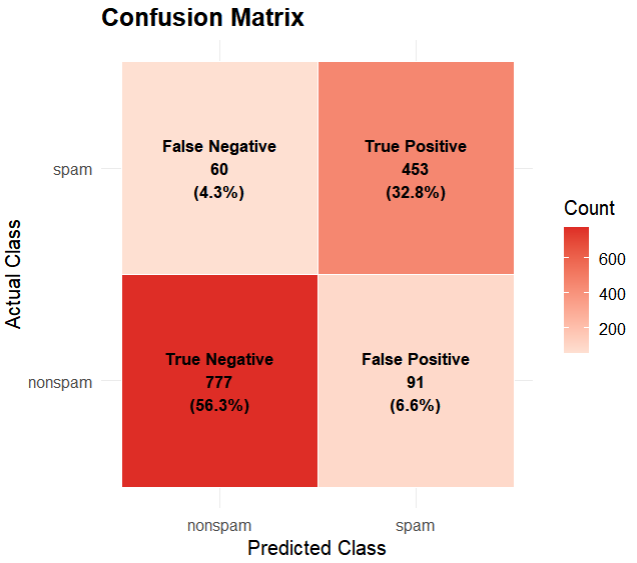 Confusion Matrix
Actual Class
spam
nonspam
False Negative
60
(4.3%)
True Positive
453
(32.8%)
True Negative
777
(56.3%)
False Positive
91
(6.6%)
nonspam
spam
Predicted Class
Count
600
400
200